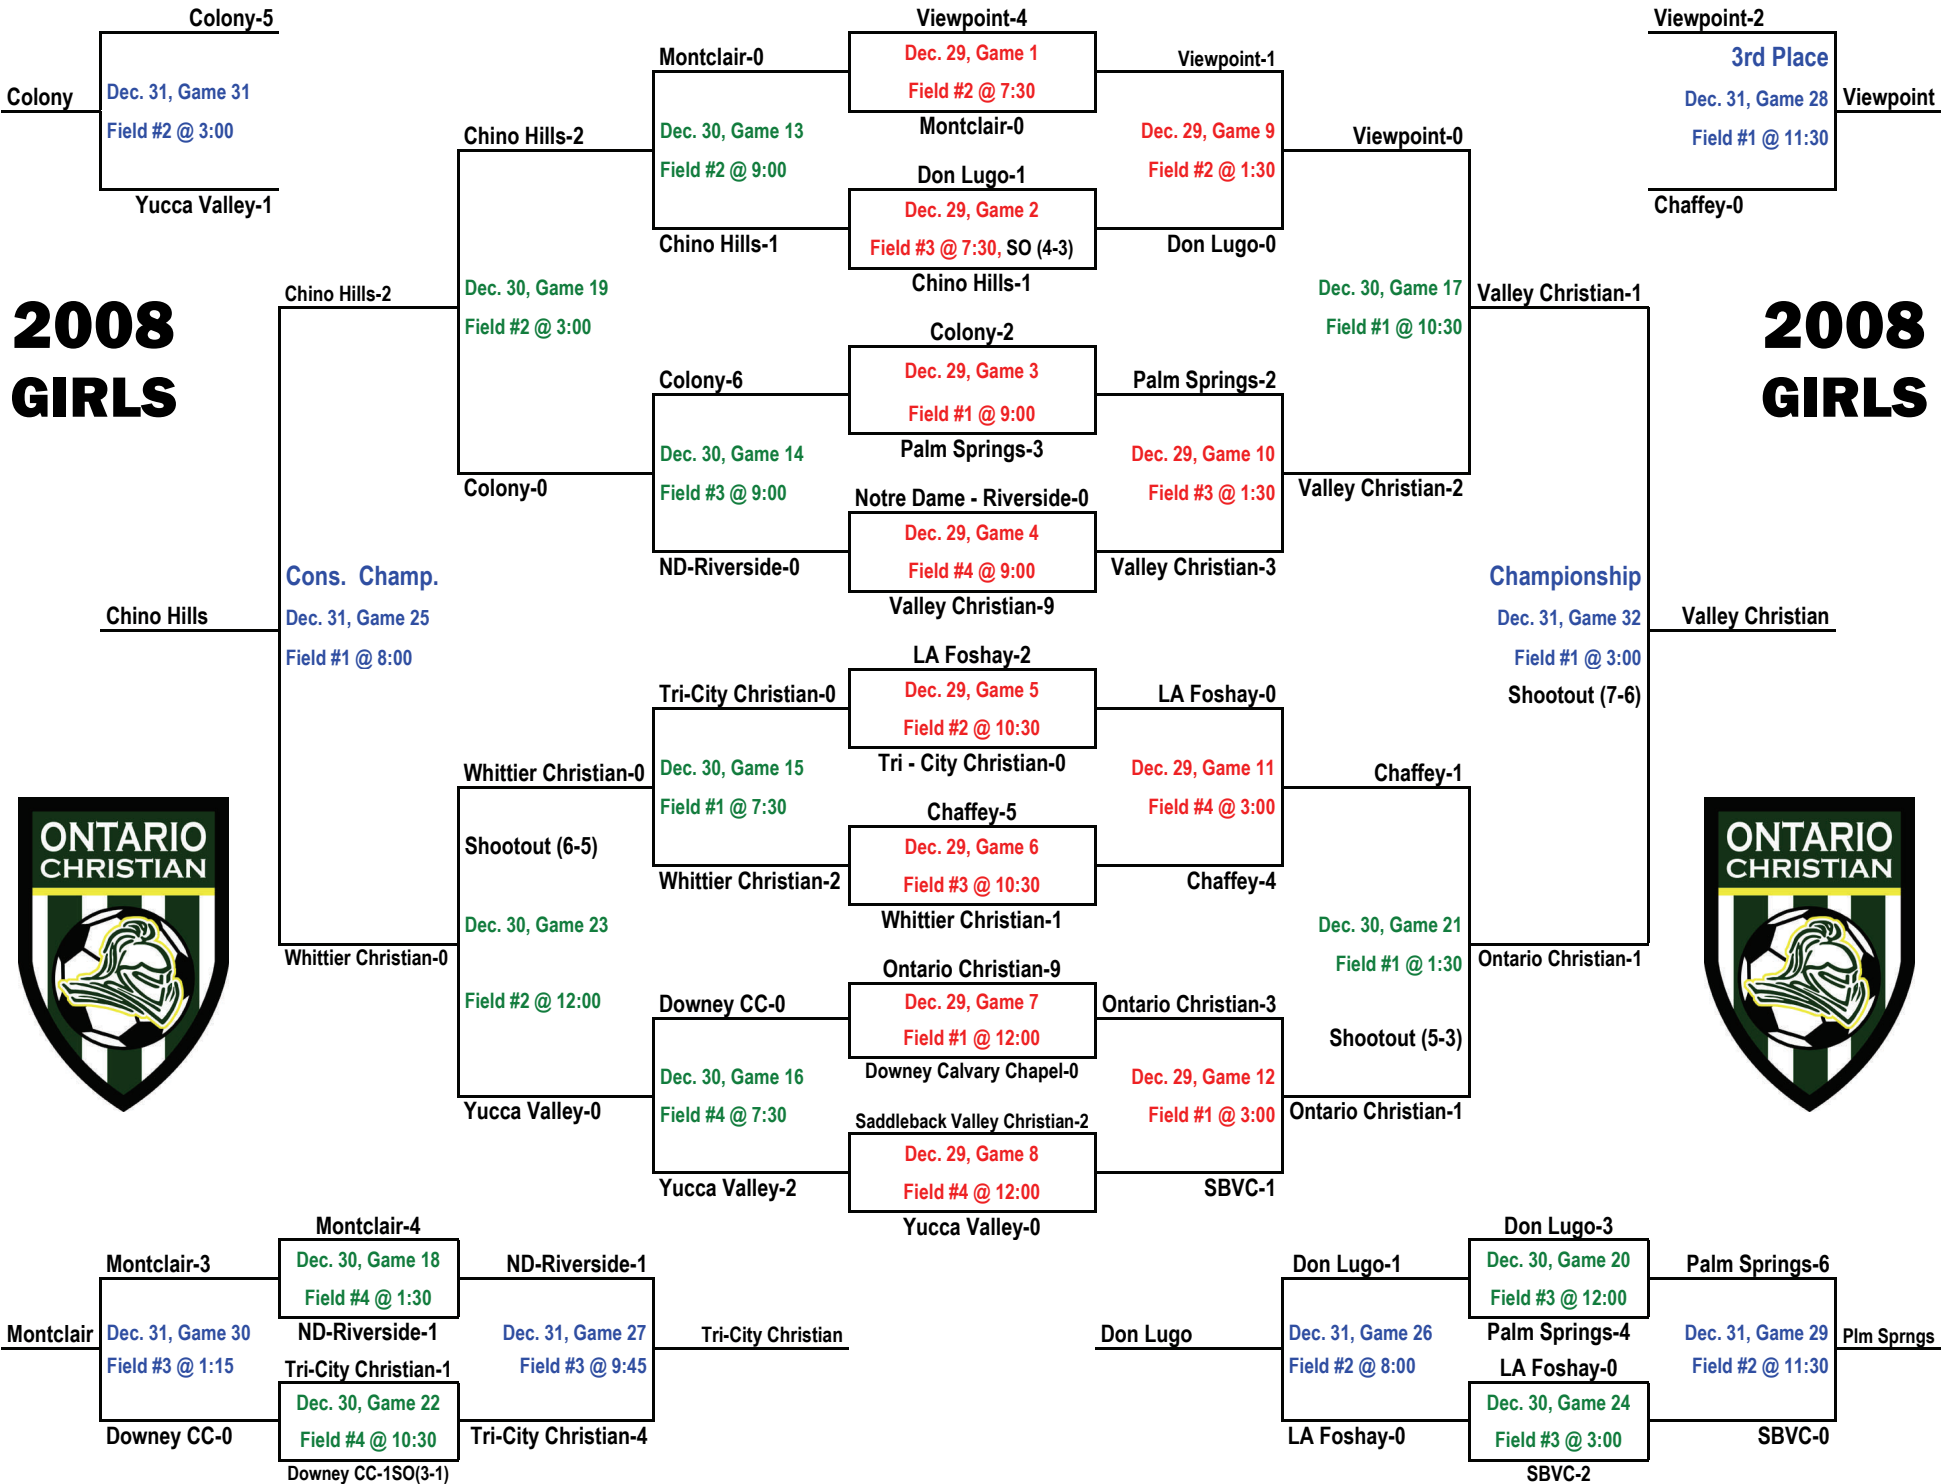 Colony-5
Dec. 31, Game 31
Colony
Field #2 @ 3:00
Yucca Valley-1
2008
GIRLS
Chino Hills-2
Cons. Champ.
Dec. 31, Game 25
Chino Hills
Field #1 @ 8:00
Whittier Christian-0
ONTARIO
CHRISTIAN
Chino Hills-2
Dec. 30, Game 19
Field #2 @ 3:00
Colony-0
Whittier Christian-0
Shootout (6-5)
Dec. 30, Game 23
Field #2 @ 12:00
Yucca Valley-0
Montclair-0
Dec. 30, Game 13
Field #2 @ 9:00
Chino Hills-1
Colony-6
Dec. 30, Game 14
Field #3 @ 9:00
ND-Riverside-0
Tri-City Christian-0
Dec. 30, Game 15
Field #1 @ 7:30
Whittier Christian-2
Downey CC-0
Dec. 30, Game 16
Field #4 @ 7:30
Yucca Valley-2
Viewpoint-4
Dec. 29, Game 1
Field #2 @ 7:30
Montclair-0
Don Lugo-1
Dec. 29, Game 2
Field #3 @ 7:30, SO (4-3)
Chino Hills-1
Colony-2
Dec. 29, Game 3
Field #1 @ 9:00
Palm Springs-3
Notre Dame - Riverside-0
Dec. 29, Game 4
Field #4 @ 9:00
Valley Christian-9
LA Foshay-2
Dec. 29, Game 5
Field #2 @ 10:30
Tri - City Christian-0
Chaffey-5
Dec. 29, Game 6
Field #3 @ 10:30
Whittier Christian-1
Ontario Christian-9
Dec. 29, Game 7
Field #1 @ 12:00
Downey Calvary Chapel-0
Saddleback Valley Christian-2
Dec. 29, Game 8
Field #4 @ 12:00
Yucca Valley-0
Viewpoint-1
Dec. 29, Game 9
Field #2 @ 1:30
Don Lugo-0
Palm Springs-2
Dec. 29, Game 10
Field #3 @ 1:30
Valley Christian-3
LA Foshay-0
Dec. 29, Game 11
Field #4 @ 3:00
Chaffey-4
Ontario Christian-3
Dec. 29, Game 12
Field #1 @ 3:00
SBVC-1
Viewpoint-0
Dec. 30, Game 17
Field #1 @ 10:30
Valley Christian-2
Chaffey-1
Dec. 30, Game 21
Field #1 @ 1:30
Shootout (5-3)
Ontario Christian-1
Valley Christian-1
Championship
Dec. 31, Game 32
Valley Christian
Field #1 @ 3:00
Shootout (7-6)
Ontario Christian-1
Viewpoint-2
3rd Place
Dec. 31, Game 28
Viewpoint
Field #1 @ 11:30
Chaffey-0
2008
GIRLS
ONTARIO
CHRISTIAN
Montclair-3
Montclair
Dec. 31, Game 30
Field #3 @ 1:15
Downey CC-0
Montclair-4
Dec. 30, Game 18
Field #4 @ 1:30
ND-Riverside-1
Tri-City Christian-1
Dec. 30, Game 22
Field #4 @ 10:30
Downey CC-1SO(3-1)
ND-Riverside-1
Dec. 31, Game 27
Tri-City Christian
Field #3 @ 9:45
Tri-City Christian-4
Don Lugo-1
Don Lugo
Dec. 31, Game 26
Field #2 @ 8:00
LA Foshay-0
Don Lugo-3
Dec. 30, Game 20
Field #3 @ 12:00
Palm Springs-4
LA Foshay-0
Dec. 30, Game 24
Field #3 @ 3:00
SBVC-2
Palm Springs-6
Dec. 31, Game 29
Plm Sprngs
Field #2 @ 11:30
SBVC-0